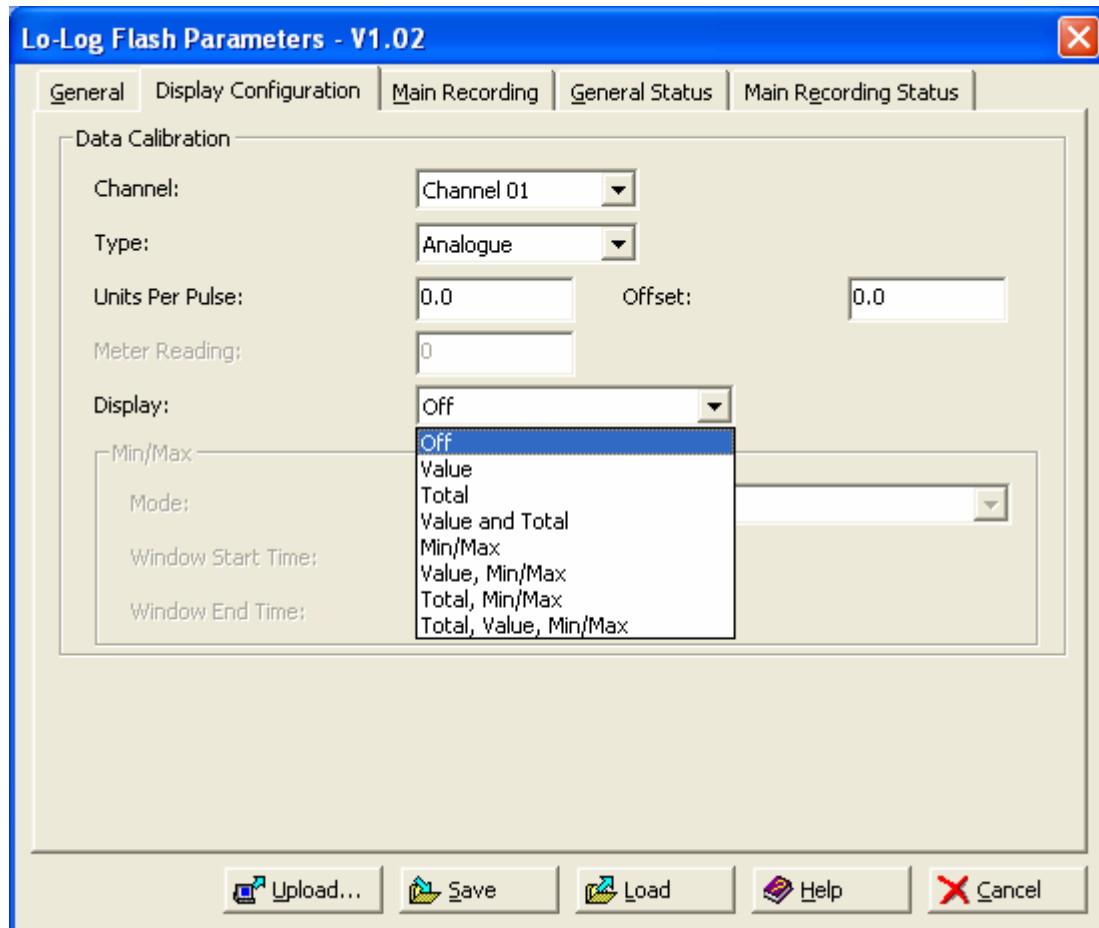 Lo-Log Flash Parameters - V1.02
General Display Configuration Main Recording General Status Main Recording Status
Data Calibration
Channel: Channel 01
Type: Analogue
Units Per Pulse: 0.0 Offset: 0.0
Meter Reading: 0
Display: Off
Off
Value
Total
Value and Total
Min/Max
Value, Min/Max
Total, Min/Max
Total, Value, Min/Max
Min/Max
Mode:
Window Start Time:
Window End Time:
Upload... Save Load Help Cancel